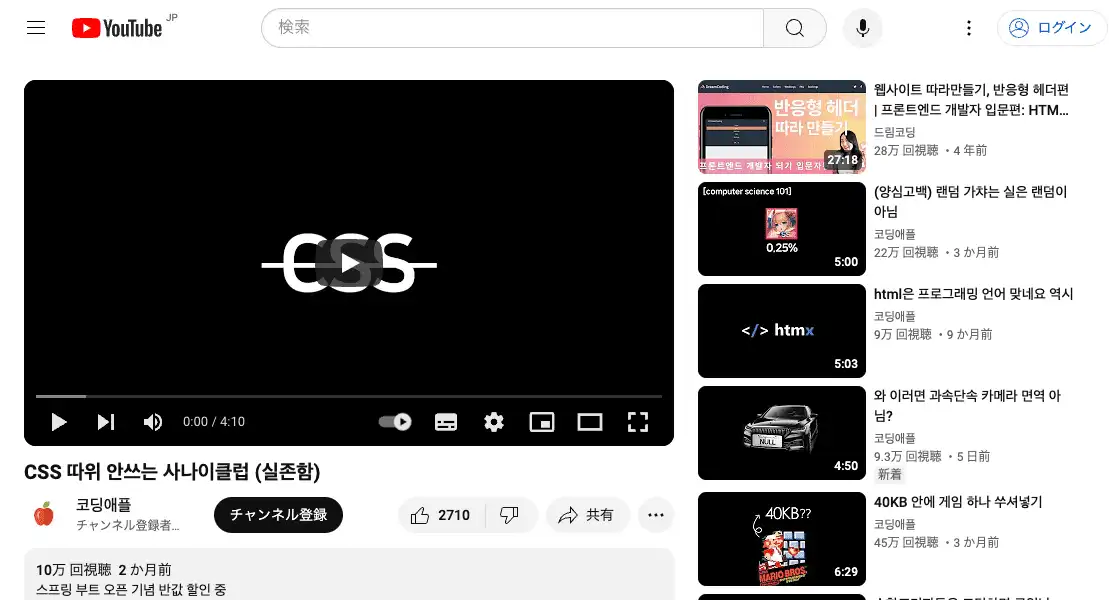 YouTube JP
検索
ログイン
CSS
0:00 / 4:10
CSS 따위 안쓰는 사나이클럽 (실존함)
코딩애플
チャンネル登録者...
チャンネル登録
2710
共有
10万 回視聴 2 か月前
스프링 부트 오픈 기념 반값 할인 중
반응형 헤더
따라 만들기
프론트엔드 개발자 되기 입문자
27:18
웹사이트 따라만들기, 반응형 헤더편
| 프론트엔드 개발자 입문편: HTM...
드림코딩
28万 回視聴 ・4 年前
[computer science 101]
0.25%
5:00
(양심고백) 랜덤 가챠는 실은 랜덤이
아님
코딩애플
22万 回視聴 ・3 か月前
</> htmx
5:03
html은 프로그래밍 언어 맞네요 역시
코딩애플
9万 回視聴 ・9 か月前
NULL
4:50
와 이러면 과속단속 카메라 면역 아
님?
코딩애플
9.3万 回視聴 ・5 日前
新着
40KB??
MARIO BROS.
6:29
40KB 안에 게임 하나 쑤셔넣기
코딩애플
45万 回視聴 ・3 か月前